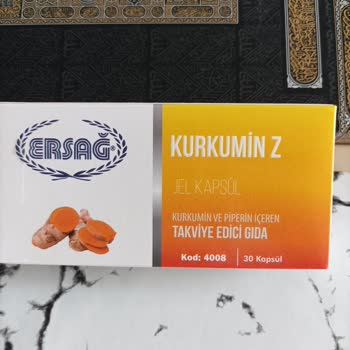 ERSAĞ
KURKUMİN Z
JEL KAPSÜL
KURKUMİN VE PİPERİN İÇEREN
TAKVİYE EDİCİ GIDA
Kod: 4008
30 Kapsül